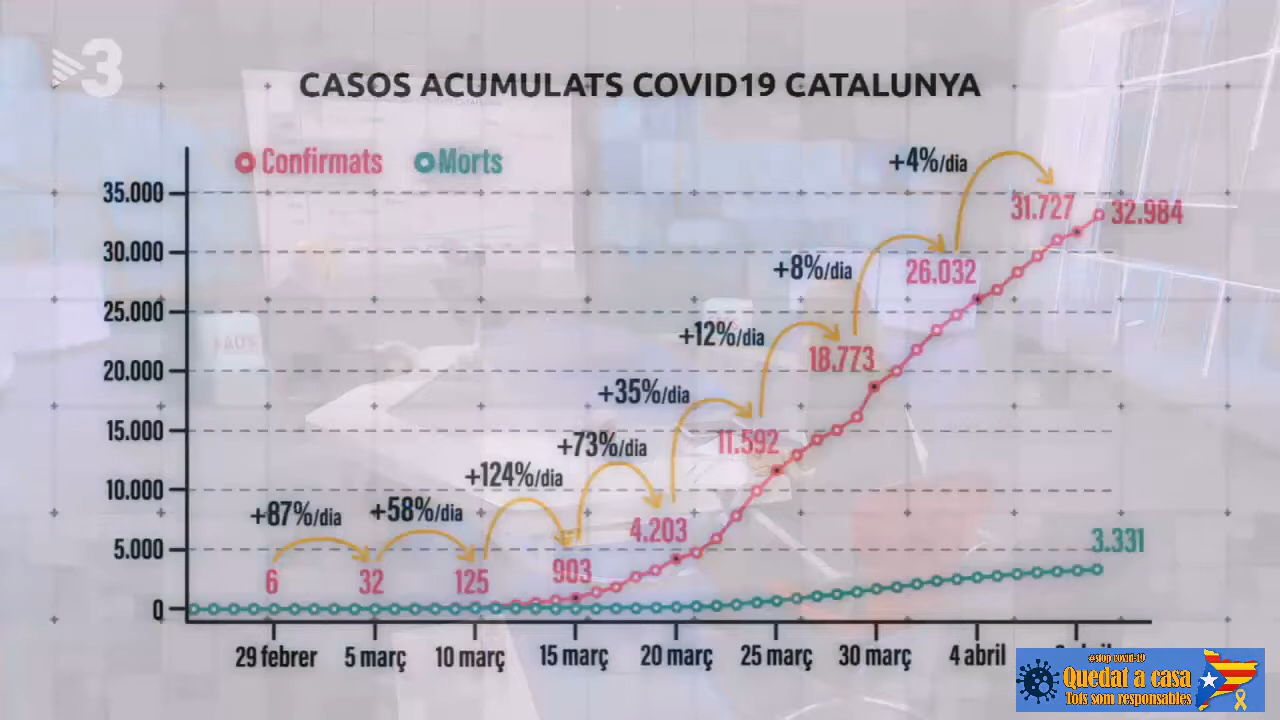 3
CASOS ACUMULATS COVID19 CATALUNYA
Confirmats Morts
35.000
30.000
25.000
20.000
15.000
10.000
5.000
0
+87%/dia
+58%/dia
+124%/dia
+73%/dia
+35%/dia
+12%/dia
+8%/dia
+4%/dia
6
32
125
903
4.203
11.592
18.773
26.032
31.727
32.984
3.331
29 febrer
5 març
10 març
15 març
20 març
25 març
30 març
4 abril
#stop covid-19
Quedat a casa
Tots som responsables